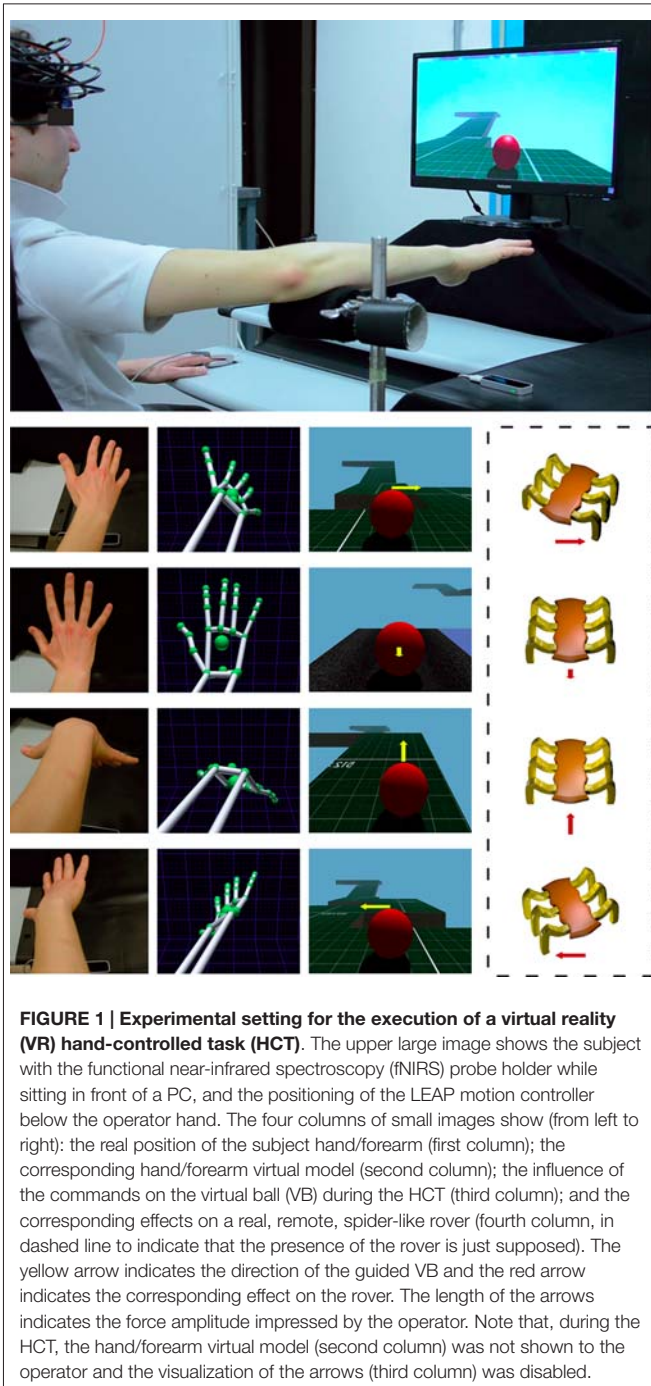 FIGURE 1 | Experimental setting for the execution of a virtual reality
(VR) hand-controlled task (HCT). The upper large image shows the subject
with the functional near-infrared spectroscopy (fNIRS) probe holder while
sitting in front of a PC, and the positioning of the LEAP motion controller
below the operator hand. The four columns of small images show (from left to
right): the real position of the subject hand/forearm (first column); the
corresponding hand/forearm virtual model (second column); the influence of
the commands on the virtual ball (VB) during the HCT (third column); and the
corresponding effects on a real, remote, spider-like rover (fourth column, in
dashed line to indicate that the presence of the rover is just supposed). The
yellow arrow indicates the direction of the guided VB and the red arrow
indicates the corresponding effect on the rover. The length of the arrows
indicates the force amplitude impressed by the operator. Note that, during the
HCT, the hand/forearm virtual model (second column) was not shown to the
operator and the visualization of the arrows (third column) was disabled.